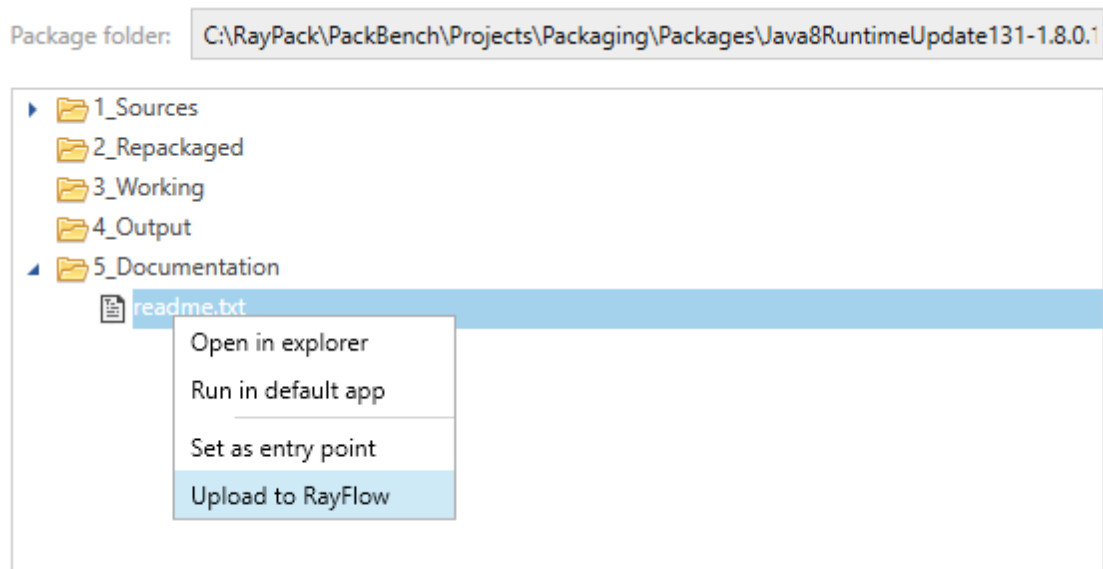 Package folder: C:\RayPack\PackBench\Projects\Packaging\Packages\Java8RuntimeUpdate131-1.8.0.1
1_Sources
2_Repackaged
3_Working
4_Output
5_Documentation
readme.txt
Open in explorer
Run in default app
Set as entry point
Upload to RayFlow